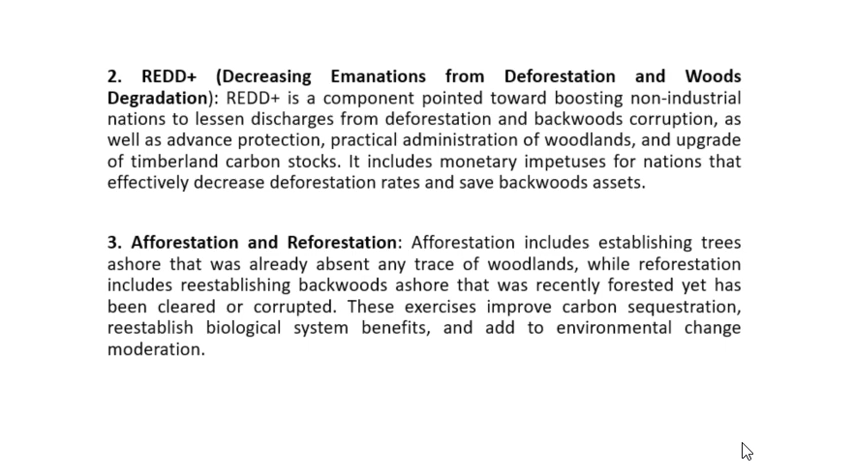 2. REDD+ (Decreasing Emanations from Deforestation and Woods
Degradation): REDD+ is a component pointed toward boosting non-industrial
nations to lessen discharges from deforestation and backwoods corruption, as
well as advance protection, practical administration of woodlands, and upgrade
of timberland carbon stocks. It includes monetary impetuses for nations that
effectively decrease deforestation rates and save backwoods assets.
3. Afforestation and Reforestation: Afforestation includes establishing trees
ashore that was already absent any trace of woodlands, while reforestation
includes reestablishing backwoods ashore that was recently forested yet has
been cleared or corrupted. These exercises improve carbon sequestration,
reestablish biological system benefits, and add to environmental change
moderation.